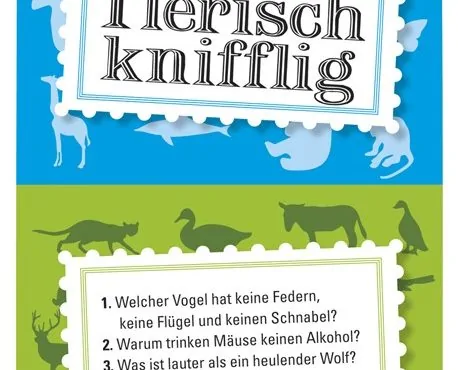 Tierisch
knifflig
1. Welcher Vogel hat keine Federn,
keine Flügel und keinen Schnabel?
2. Warum trinken Mäuse keinen Alkohol?
3. Was ist lauter als ein heulender Wolf?